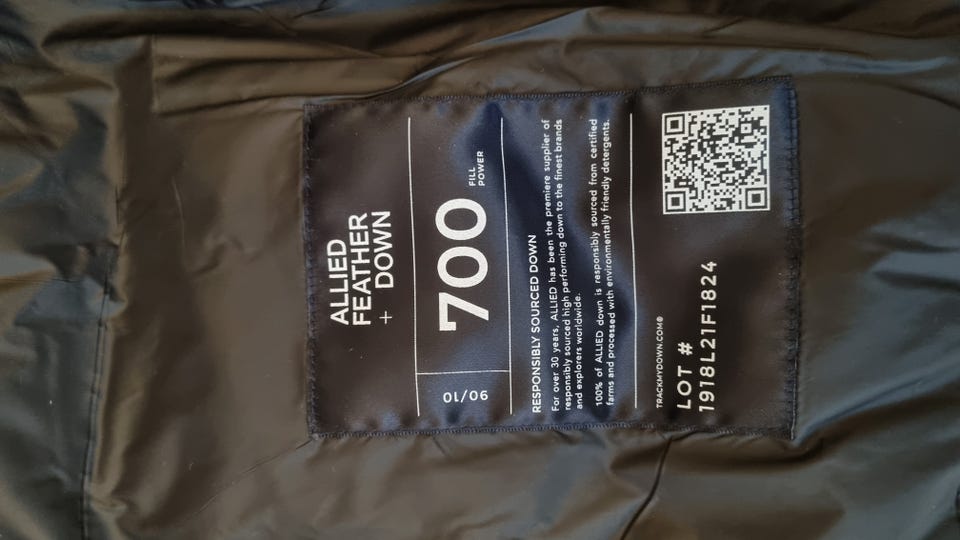 ALLIED
FEATHER
+ DOWN
90/10
700
FILL
POWER
RESPONSIBLY SOURCED DOWN
For over 30 years, ALLIED has been the premiere supplier of
responsibly sourced high performing down to the finest brands
and explorers worldwide.
100% of ALLIED down is responsibly sourced from certified
farms and processed with environmentally friendly detergents.
TRACKMYDOWN.COM®
LOT #
1918L21F1824